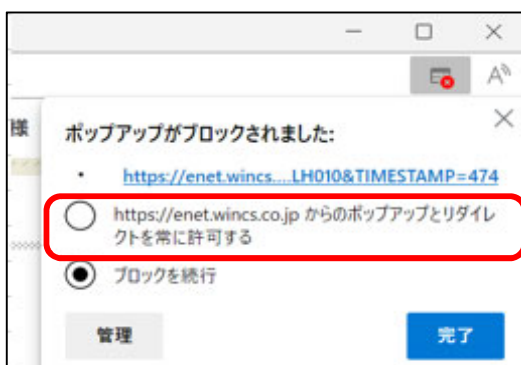 様
ポップアップがブロックされました:
https://enet.wincs....LH010&TIMESTAMP=474
https://enet.wincs.co.jp からのポップアップとリダイレ
クトを常に許可する
ブロックを続行
管理
完了